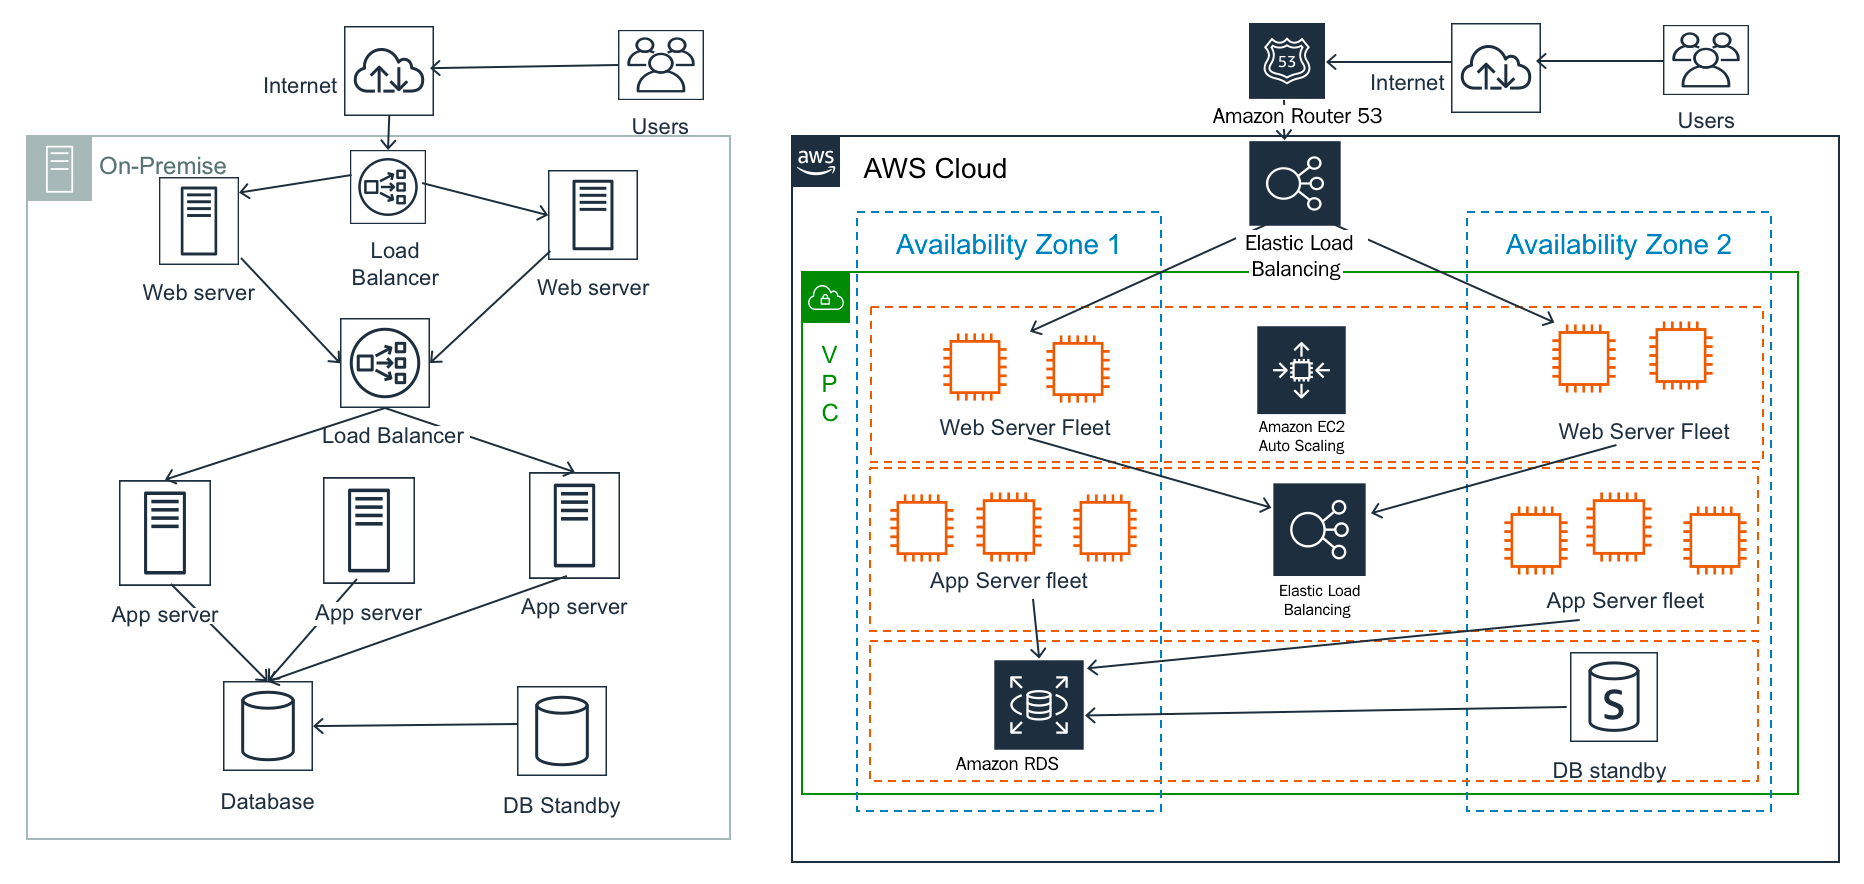 Internet
Users
On-Premise
Load
Balancer
Web server
Web server
Load Balancer
App server
App server
App server
Database
DB Standby
53
Amazon Router 53
Internet
Users
aws
AWS Cloud
Availability Zone 1
Elastic Load
Balancing
Availability Zone 2
V
P
C
Web Server Fleet
Amazon EC2
Auto Scaling
Web Server Fleet
App Server fleet
Elastic Load
Balancing
App Server fleet
Amazon RDS
S
DB standby